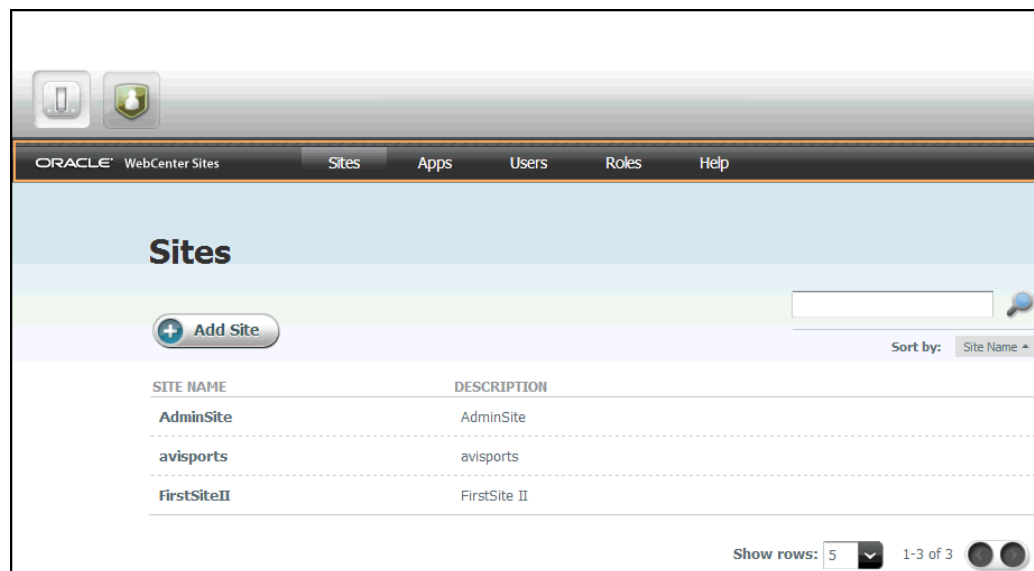 ORACLE WebCenter Sites Sites Apps Users Roles Help
Sites
Add Site
Sort by: Site Name
SITE NAME DESCRIPTION
AdminSite AdminSite
avisports avisports
FirstSiteII FirstSite II
Show rows: 5 1-3 of 3